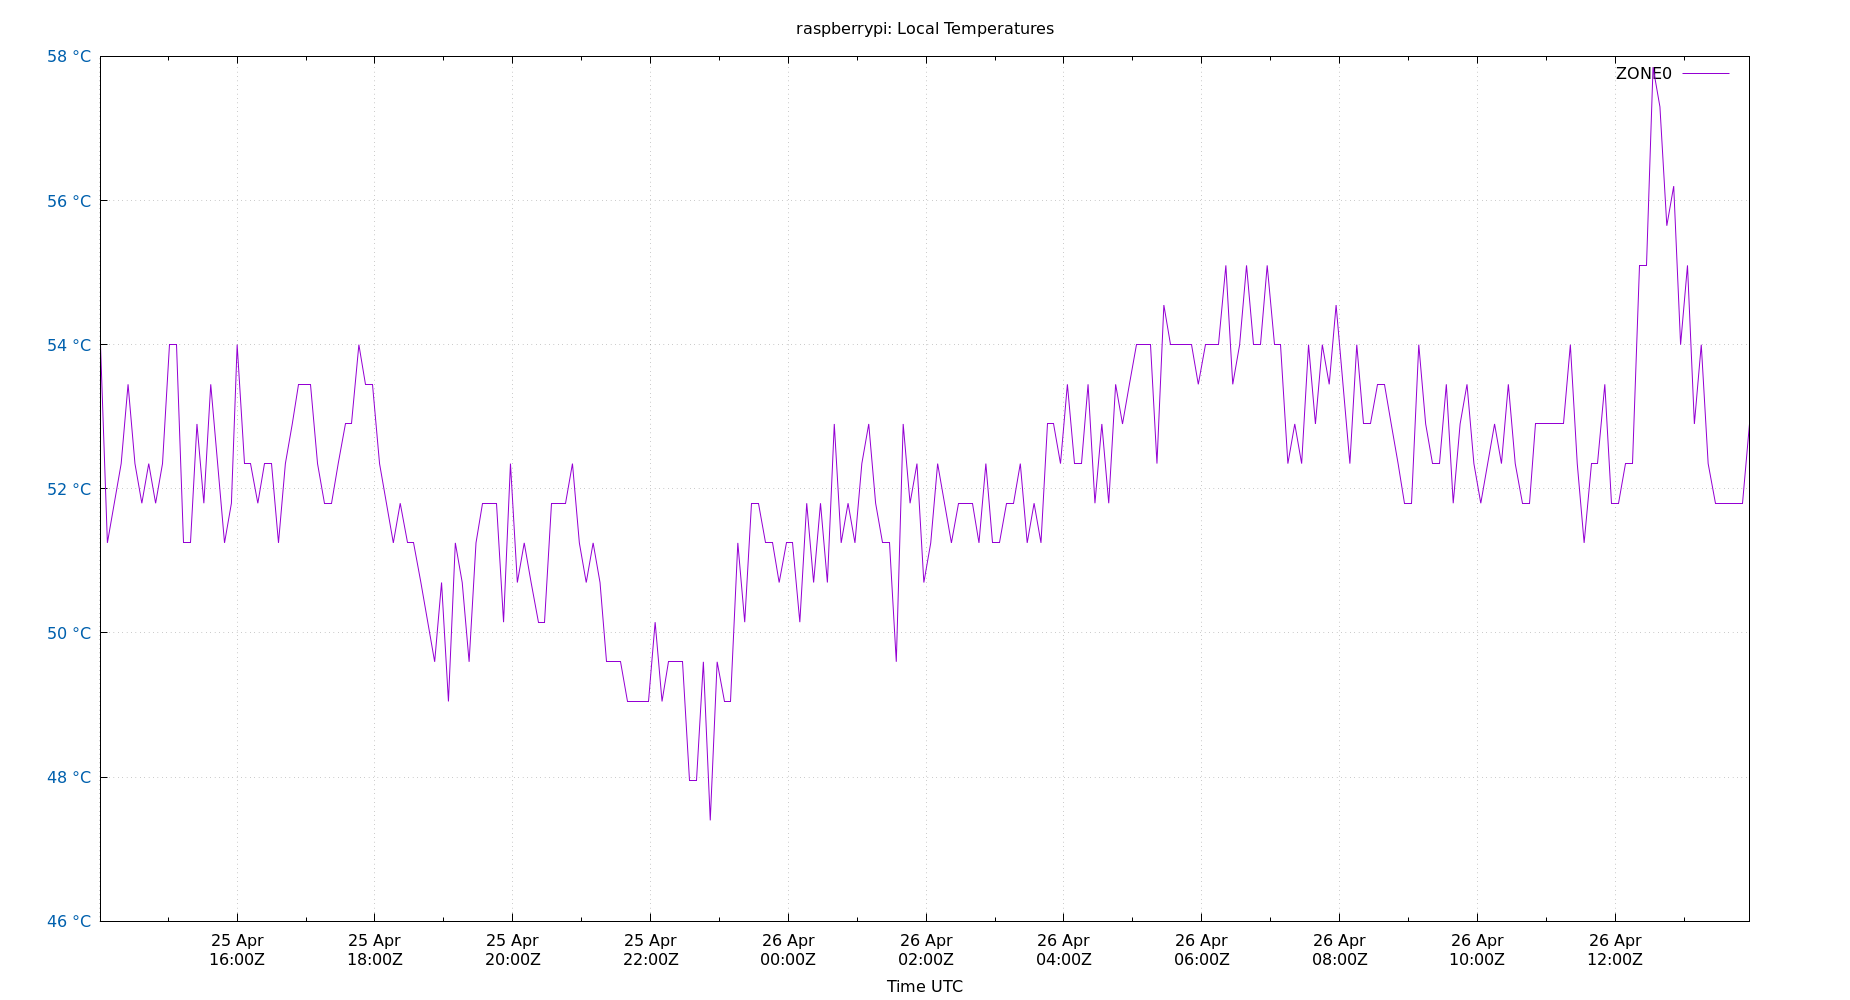 raspberrypi: Local Temperatures
58 °C
ZONE0
56 °C
54 °C
52 °C
50 °C
48 °C
46 °C
25 Apr 25 Apr 25 Apr 25 Apr 26 Apr 26 Apr 26 Apr 26 Apr 26 Apr 26 Apr 26 Apr
16:00Z 18:00Z 20:00Z 22:00Z 00:00Z 02:00Z 04:00Z 06:00Z 08:00Z 10:00Z 12:00Z
Time UTC